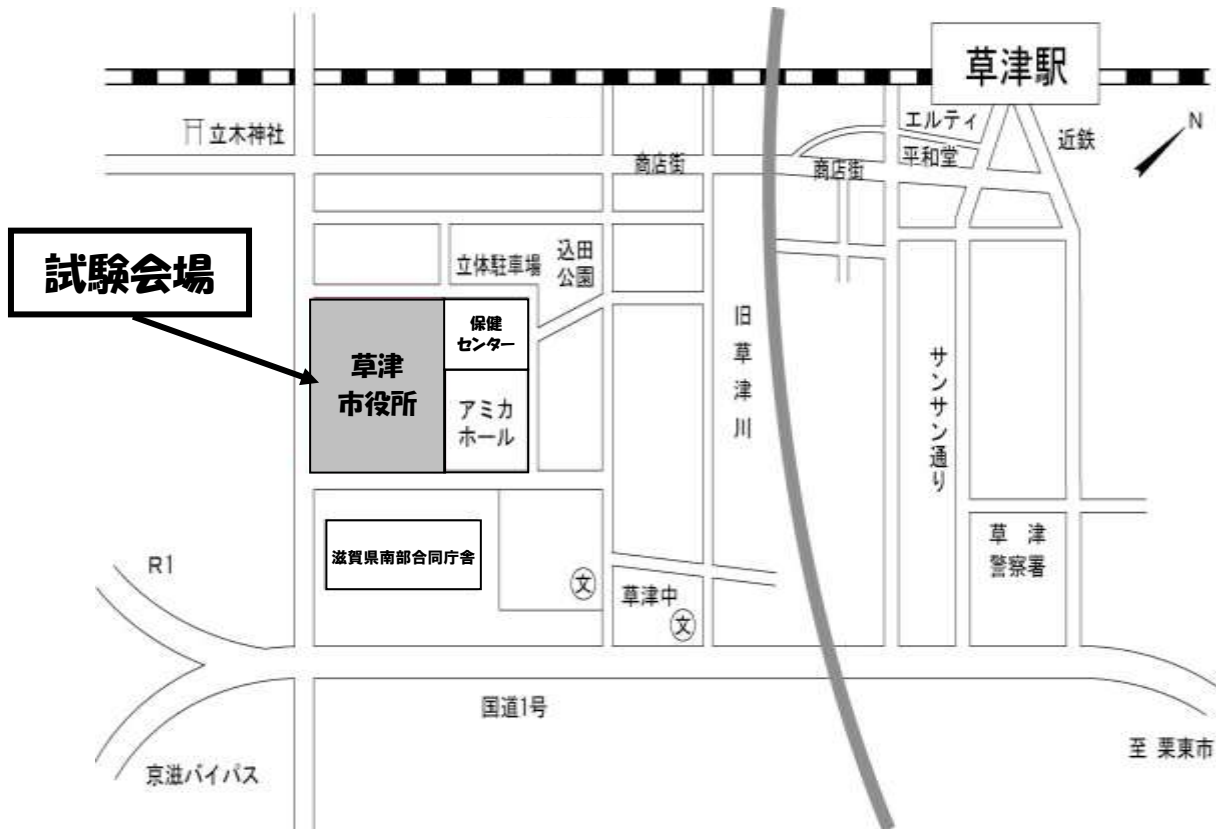 草津駅
N
エルティ
近鉄
立木神社
商店街
商店街
平和堂
試験会場
立体駐車場
込田
公園
保健
センター
草津
市役所
アミカ
ホール
旧草津川
サンサン通り
滋賀県南部合同庁舎
草津
警察署
R1
文
草津中
文
国道1号
至 栗東市
京滋バイパス